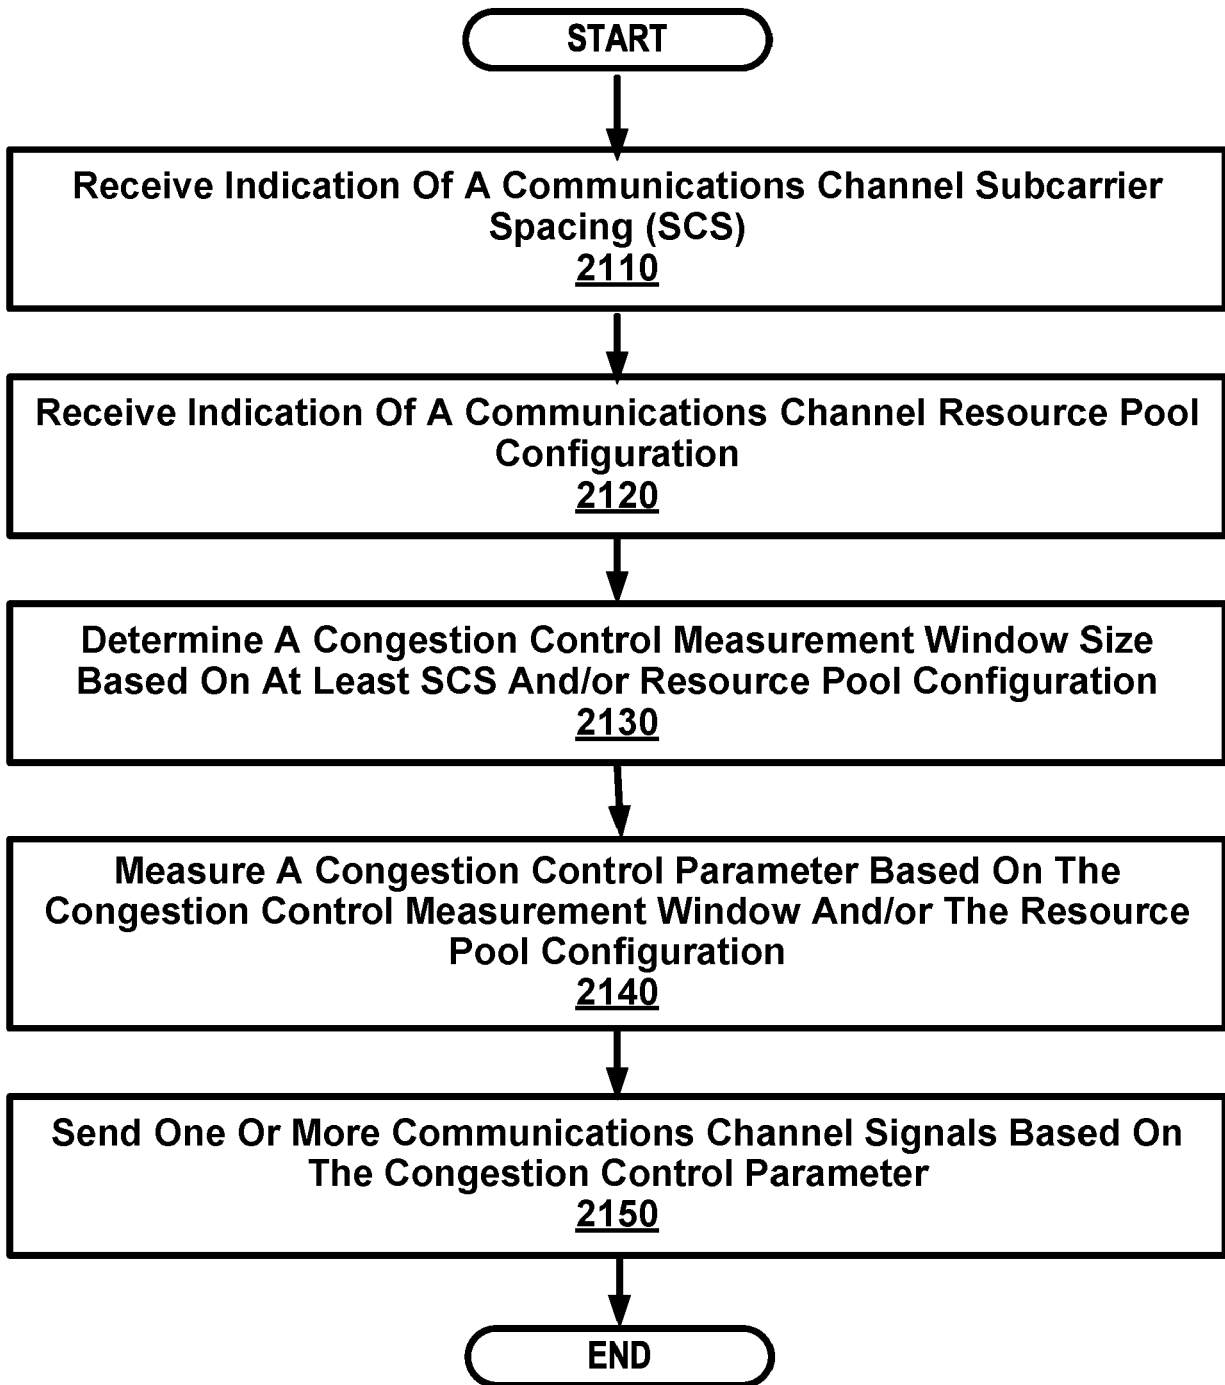 START
Receive Indication Of A Communications Channel Subcarrier
Spacing (SCS)
2110
Receive Indication Of A Communications Channel Resource Pool
Configuration
2120
Determine A Congestion Control Measurement Window Size
Based On At Least SCS And/or Resource Pool Configuration
2130
Measure A Congestion Control Parameter Based On The
Congestion Control Measurement Window And/or The Resource
Pool Configuration
2140
Send One Or More Communications Channel Signals Based On
The Congestion Control Parameter
2150
END